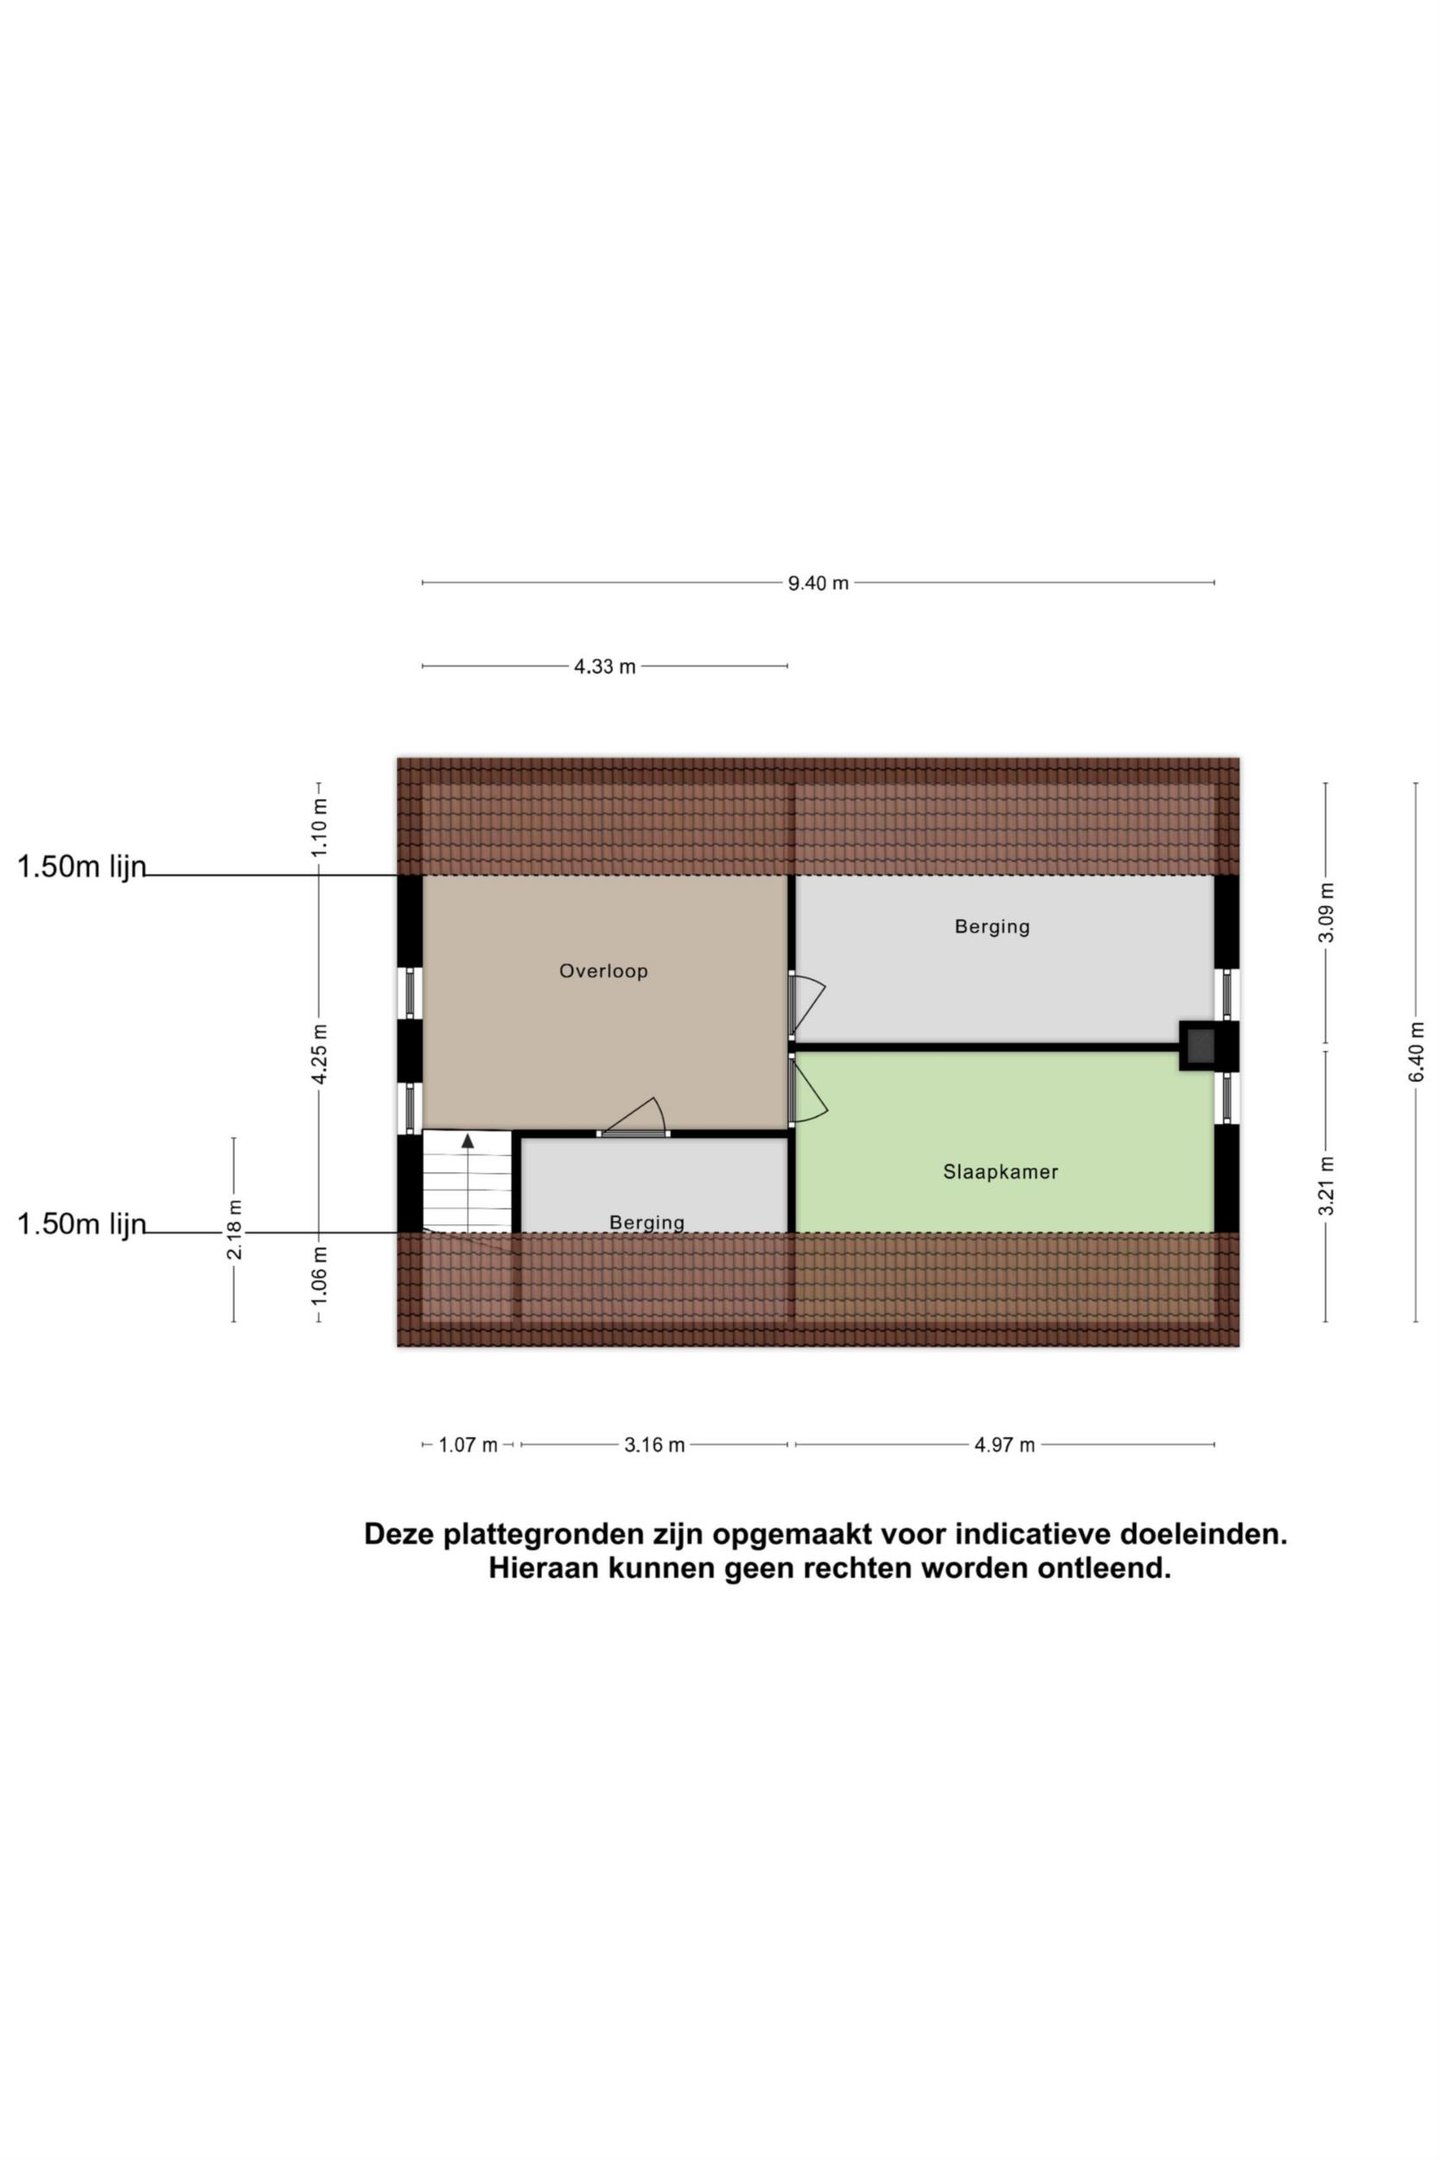 9.40 m
4.33 m
1.10 m
1.50m lijn
Berging
3.09 m
Overloop
4.25 m
6.40 m
Slaapkamer
3.21 m
2.18 m
1.50m lijn
Berging
1.06 m
1.07 m
3.16 m
4.97 m
Deze plattegronden zijn opgemaakt voor indicatieve doeleinden.
Hieraan kunnen geen rechten worden ontleend.